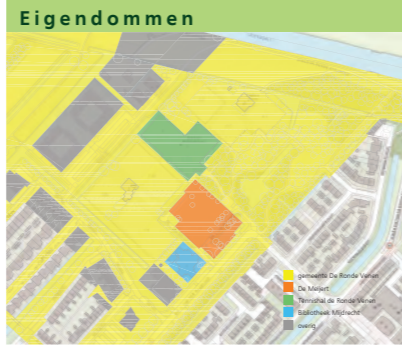 Eigendommen
gemeente De Ronde Venen
De Meijert
Tennishal de Ronde Venen
Bibliotheek Mijdrecht
overig